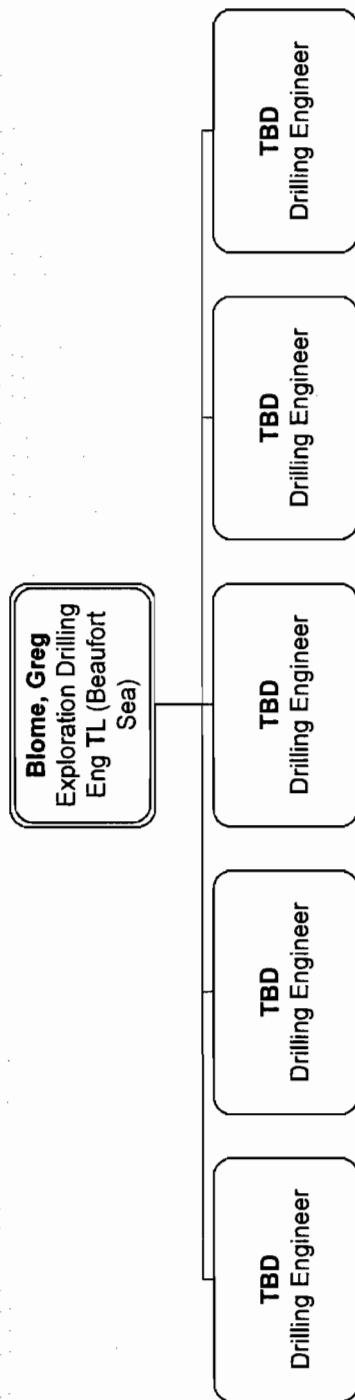 Blome, Greg
Exploration Drilling
Eng TL (Beaufort
Sea)
TBD
Drilling Engineer
TBD
Drilling Engineer
TBD
Drilling Engineer
TBD
Drilling Engineer
TBD
Drilling Engineer